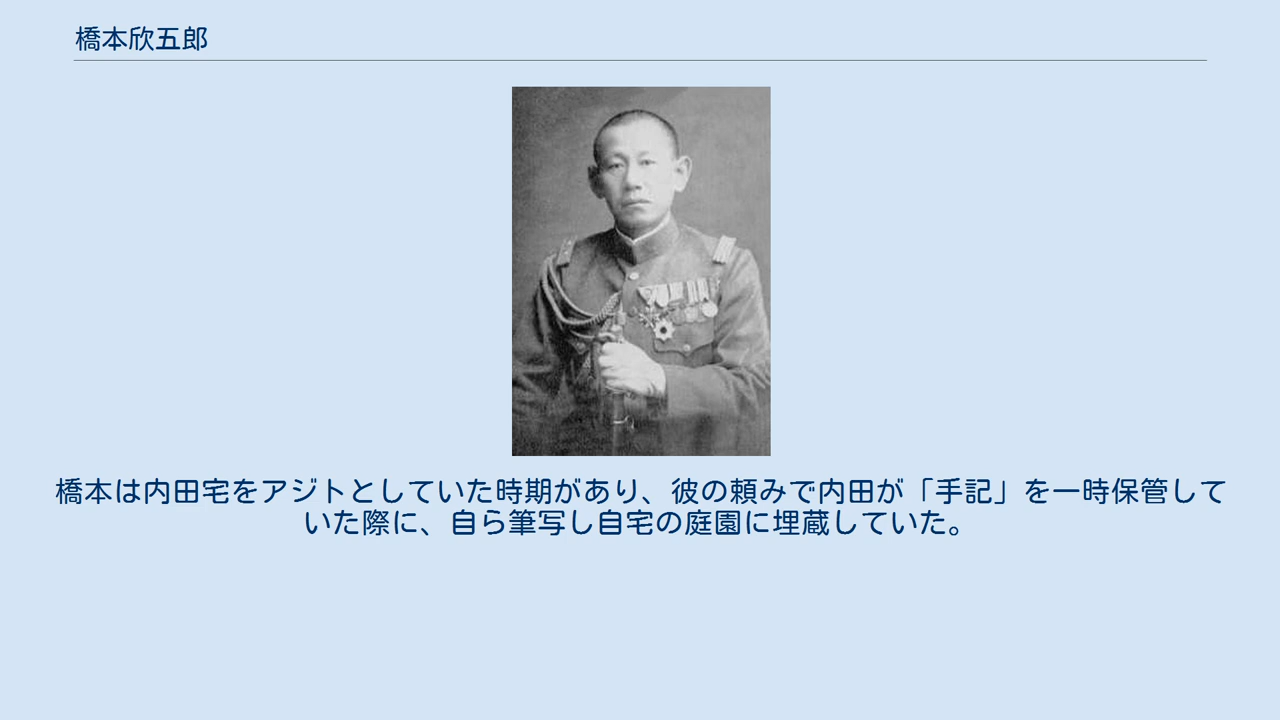 橋本欣五郎
橋本は内田宅をアジトとしていた時期があり、彼の頼みで内田が「手記」を一時保管して
いた際に、自ら筆写し自宅の庭園に埋蔵していた。